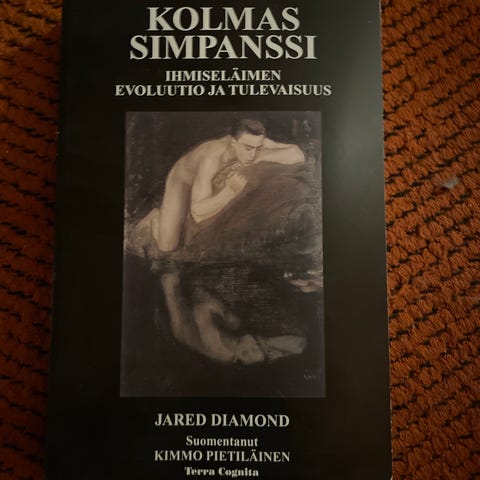 KOLMAS
SIMPANSSI
IHMISELÄIMEN
EVOLUUTIO JA TULEVAISUUS
JARED DIAMOND
Suomentanut
KIMMO PIETILÄINEN
Terra Cognita